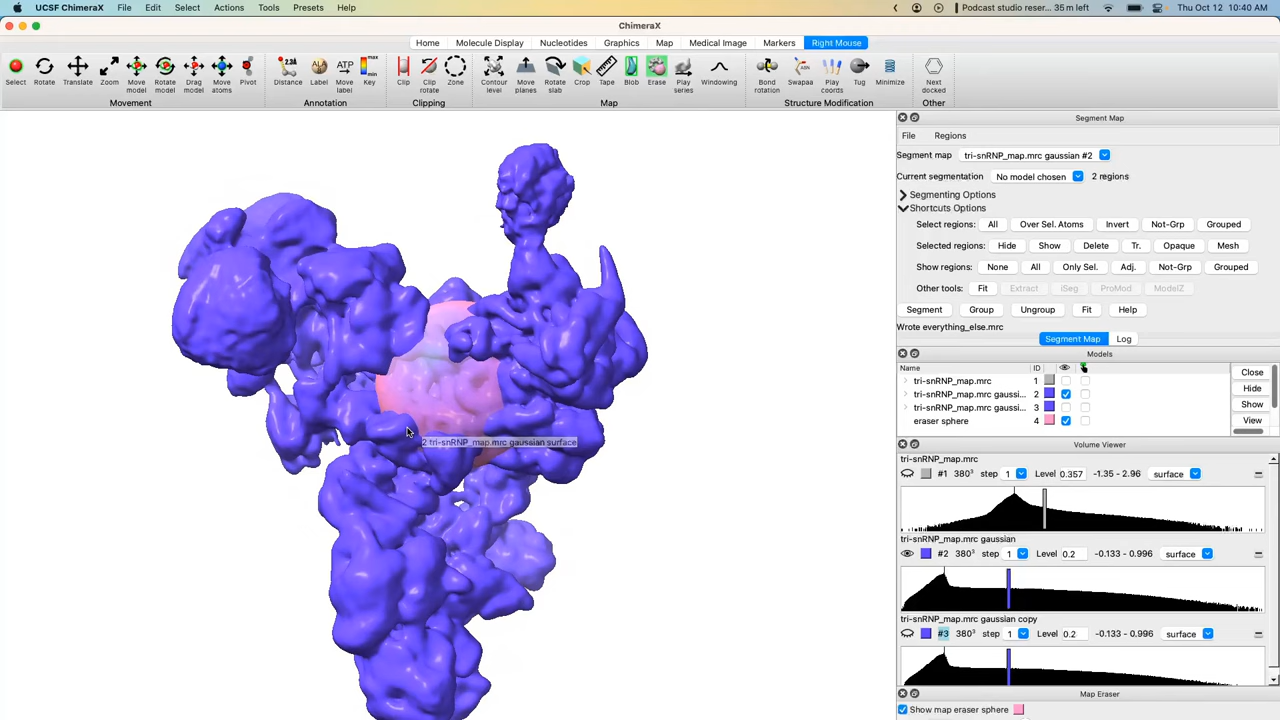 UCSF ChimeraX File Edit Select Actions Tools Presets Help Podcast studio reser... 35 m left Thu Oct 12 10:40 AM
ChimeraX
Home Molecule Display Nucleotides Graphics Map Medical Image Markers Right Mouse
2.3Å ATP max min ASN
Select Rotate Translate Zoom Move model Rotate model Drag model Move atoms Pivot Distance Label Move label Key Clip Clip rotate Zone Contour level Move planes Rotate slab Crop Tape Blob Erase Play series Windowing Bond rotation Swapaa Play coords Tug Minimize Next docked
Movement Annotation Clipping Map Structure Modification Other
Segment Map
File Regions
Segment map tri-snRNP_map.mrc gaussian #2
Current segmentation No model chosen 2 regions
Segmenting Options
Shortcuts Options
Select regions: All Over Sel. Atoms Invert Not-Grp Grouped
Selected regions: Hide Show Delete Tr. Opaque Mesh
Show regions: None All Only Sel. Adj. Not-Grp Grouped
Other tools: Fit Extract iSeg ProMod ModelZ
Segment Group Ungroup Fit Help
Wrote everything_else.mrc
Segment Map Log
Models
Name ID
tri-snRNP_map.mrc 1
tri-snRNP_map.mrc gaussi... 2
tri-snRNP_map.mrc gaussi... 3
eraser sphere 4
Close
Hide
Show
View
2 tri-snRNP_map.mrc gaussian surface
Volume Viewer
tri-snRNP_map.mrc
#1 380³ step 1 Level 0.357 -1.35 - 2.96 surface
tri-snRNP_map.mrc gaussian
#2 380³ step 1 Level 0.2 -0.133 - 0.996 surface
tri-snRNP_map.mrc gaussian copy
#3 380³ step 1 Level 0.2 -0.133 - 0.996 surface
Map Eraser
Show map eraser sphere